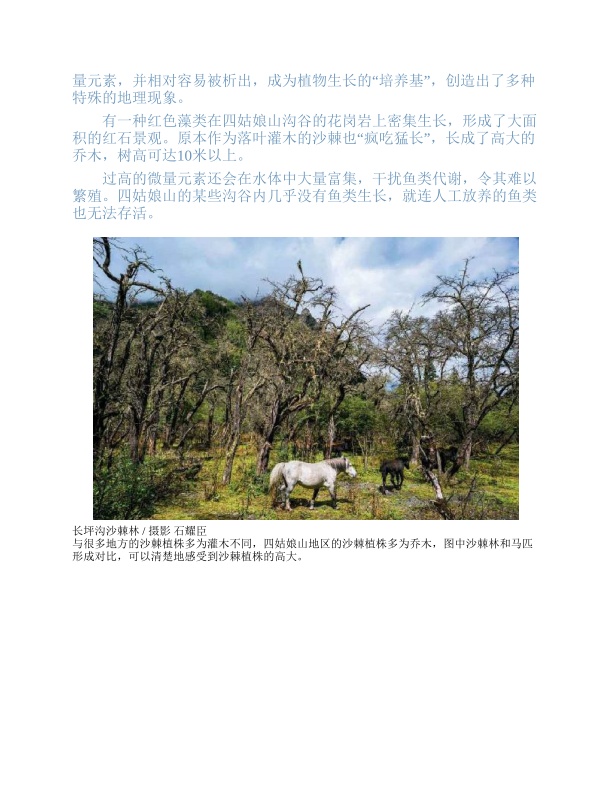 量元素，并相对容易被析出，成为植物生长的“培养基”，创造出了多种
特殊的地理现象。
有一种红色藻类在四姑娘山沟谷的花岗岩上密集生长，形成了大面
积的红石景观。原本作为落叶灌木的沙棘也“疯吃猛长”，长成了高大的
乔木，树高可达10米以上。
过高的微量元素还会在水体中大量富集，干扰鱼类代谢，令其难以
繁殖。四姑娘山的某些沟谷内几乎没有鱼类生长，就连人工放养的鱼类
也无法存活。
长坪沟沙棘林 / 摄影 石耀臣
与很多地方的沙棘植株多为灌木不同，四姑娘山地区的沙棘植株多为乔木，图中沙棘林和马匹
形成对比，可以清楚地感受到沙棘植株的高大。